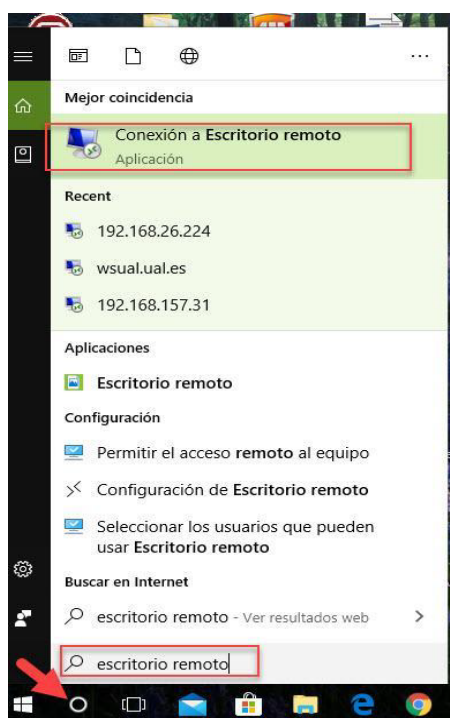 Mejor coincidencia
Conexión a Escritorio remoto
Aplicación
Recent
192.168.26.224
wsual.ual.es
192.168.157.31
Aplicaciones
Escritorio remoto
Configuración
Permitir el acceso remoto al equipo
Configuración de Escritorio remoto
Seleccionar los usuarios que pueden
usar Escritorio remoto
Buscar en Internet
escritorio remoto - Ver resultados web
escritorio remoto